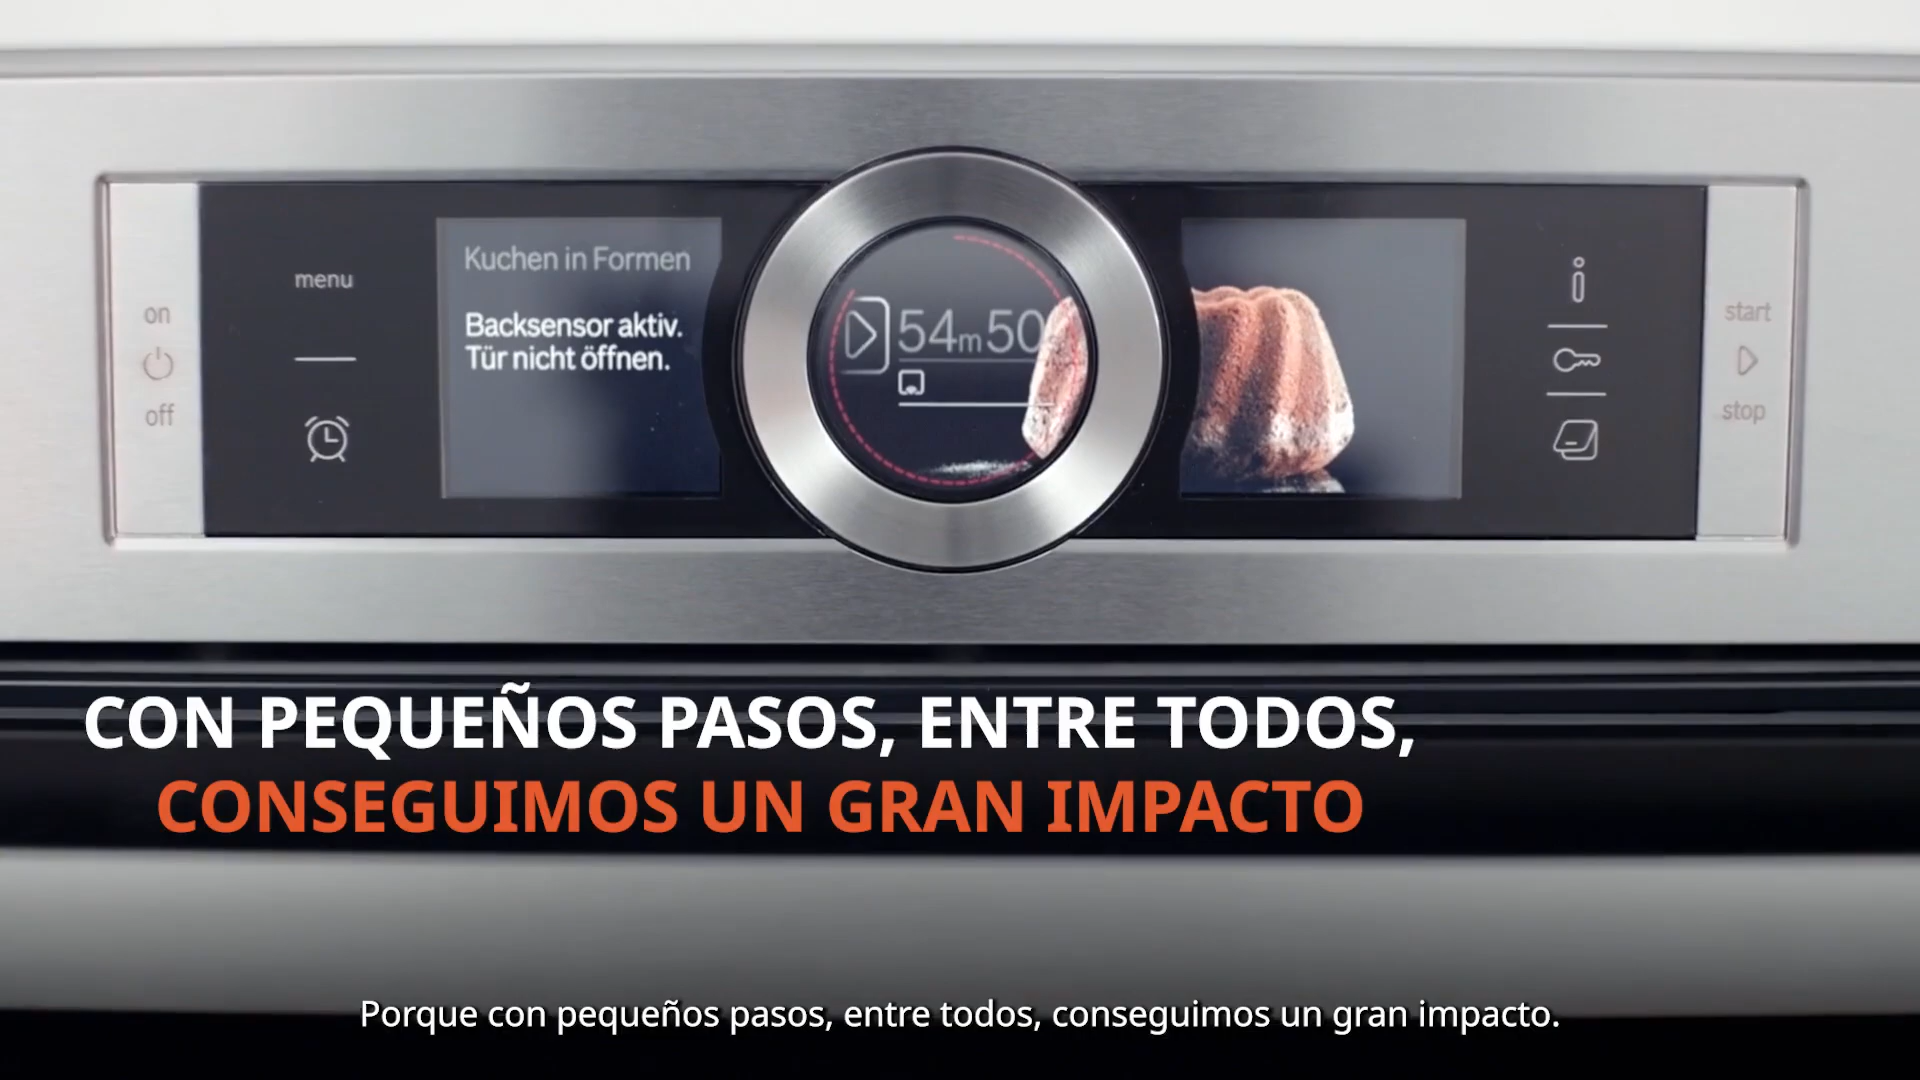 menu
on
off
Kuchen in Formen
Backsensor aktiv.
Tür nicht öffnen.
54m50
i
start
stop
CON PEQUEÑOS PASOS, ENTRE TODOS,
CONSEGUIMOS UN GRAN IMPACTO
Porque con pequeños pasos, entre todos, conseguimos un gran impacto.